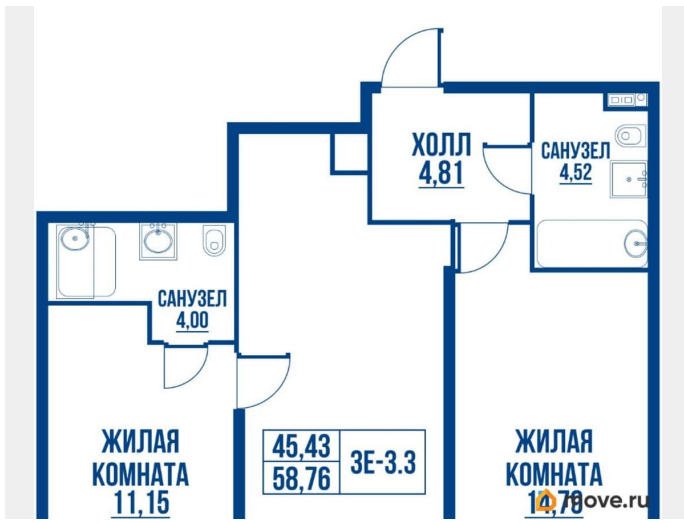 ХОЛЛ
4,81
САНУЗЕЛ
4,52
САНУЗЕЛ
4,00
ЖИЛАЯ
КОМНАТА
11,15
45,43
58,76
3Е-3.3
ЖИЛАЯ
КОМНАТА
move.ru